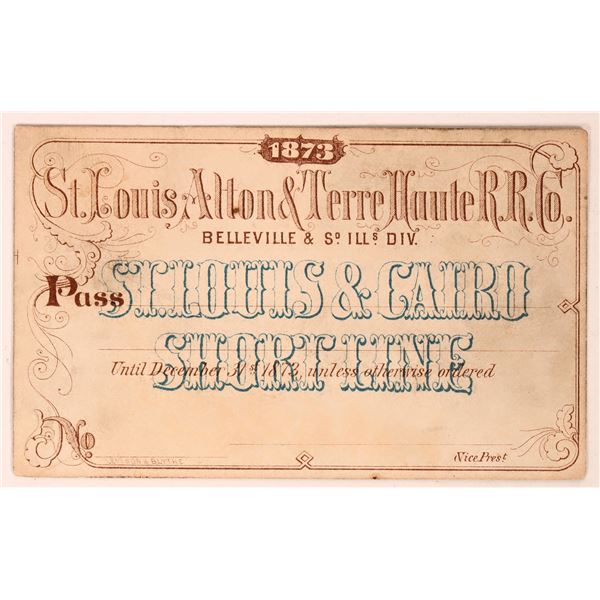 1873
St. Louis Alton & Terre Haute R.R. Co.
BELLEVILLE & So ILLs DIV.
Pass
ST. LOUIS & CAIRO
SHORT LINE
Until December 31st 1873, unless otherwise ordered
No
& BLYTHE
Vice Prest